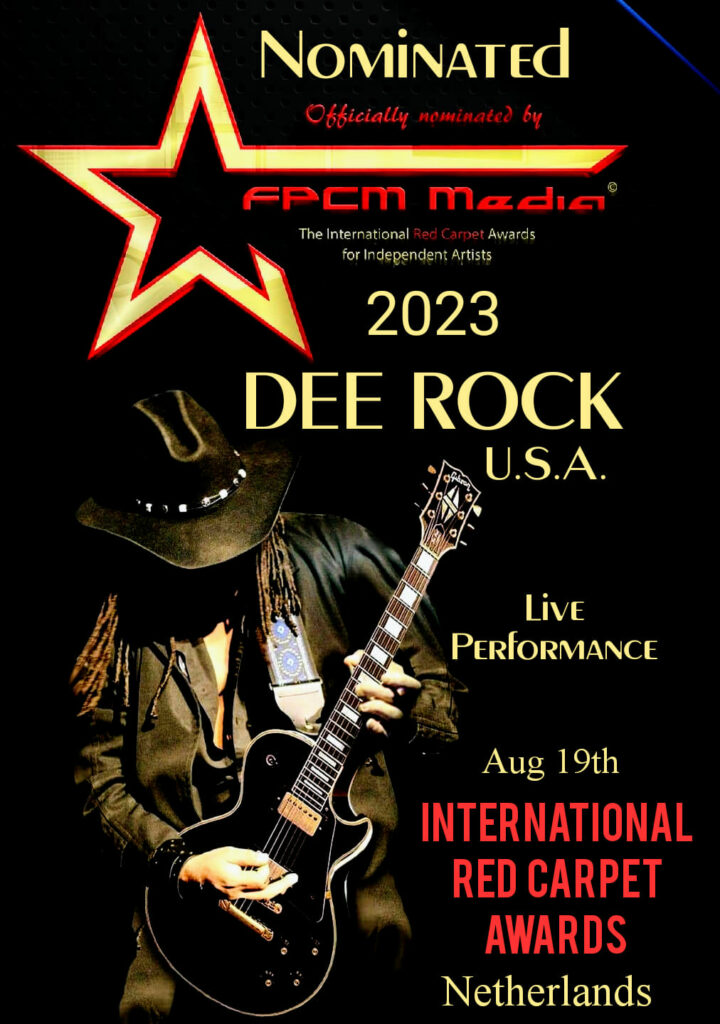 NOMiNATEd
Officially nominated by
FPCM Media©
The International Red Carpet Awards
for Independent Artists
2023
DEE ROCK
U.S.A.
Gibson
Live
Performance
Aug 19th
INTERNATIONAL
RED CARPET
AWARDS
Netherlands